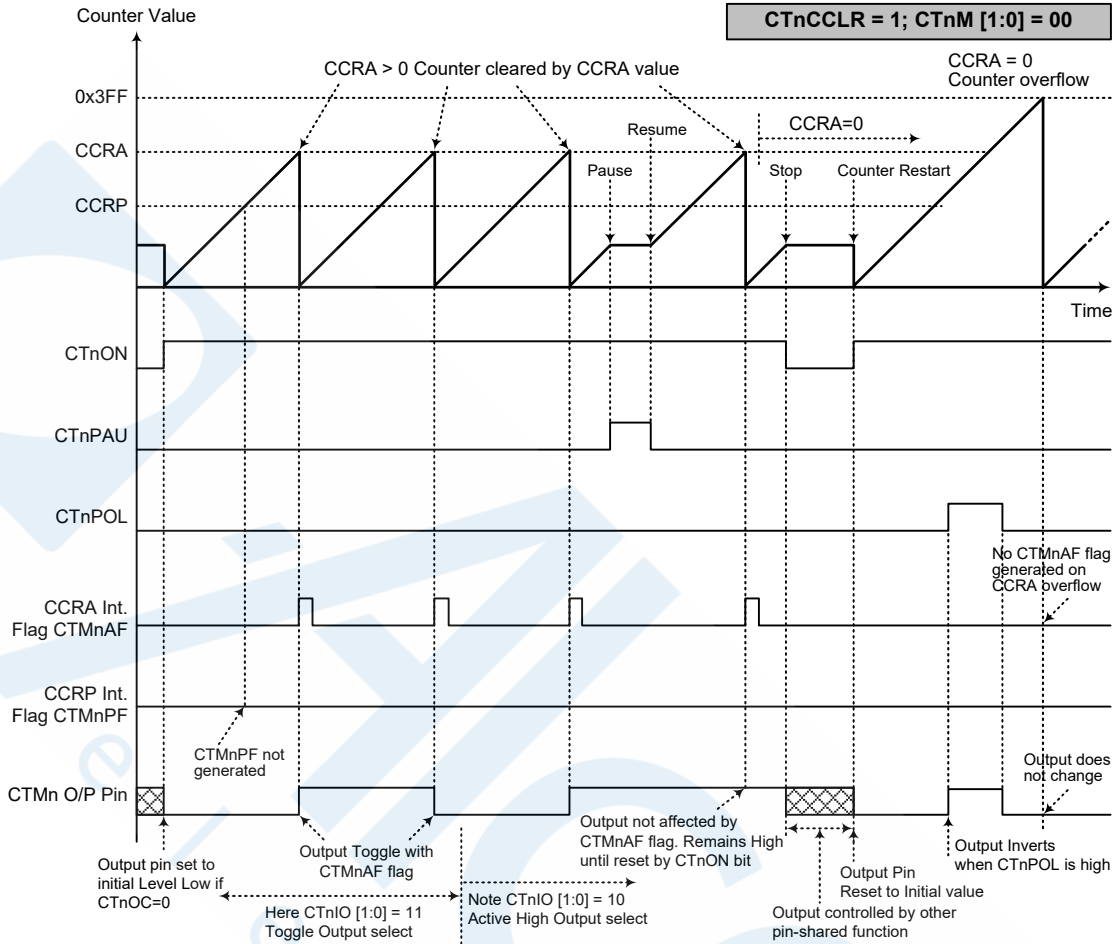 Counter Value
CTnCCLR = 1; CTnM [1:0] = 00
CCRA > 0 Counter cleared by CCRA value
CCRA = 0
Counter overflow
0x3FF
CCRA
CCRP
Resume
CCRA=0
Pause
Stop
Counter Restart
Time
CTnON
CTnPAU
CTnPOL
No CTMnAF flag
generated on
CCRA overflow
CCRA Int.
Flag CTMnAF
CCRP Int.
Flag CTMnPF
CTMnPF not
generated
Output does
not change
CTMn O/P Pin
Output pin set to
initial Level Low if
CTnOC=0
Output Toggle with
CTMnAF flag
Here CTnIO [1:0] = 11
Toggle Output select
Note CTnIO [1:0] = 10
Active High Output select
Output not affected by
CTMnAF flag. Remains High
until reset by CTnON bit
Output Pin
Reset to Initial value
Output controlled by other
pin-shared function
Output Inverts
when CTnPOL is high